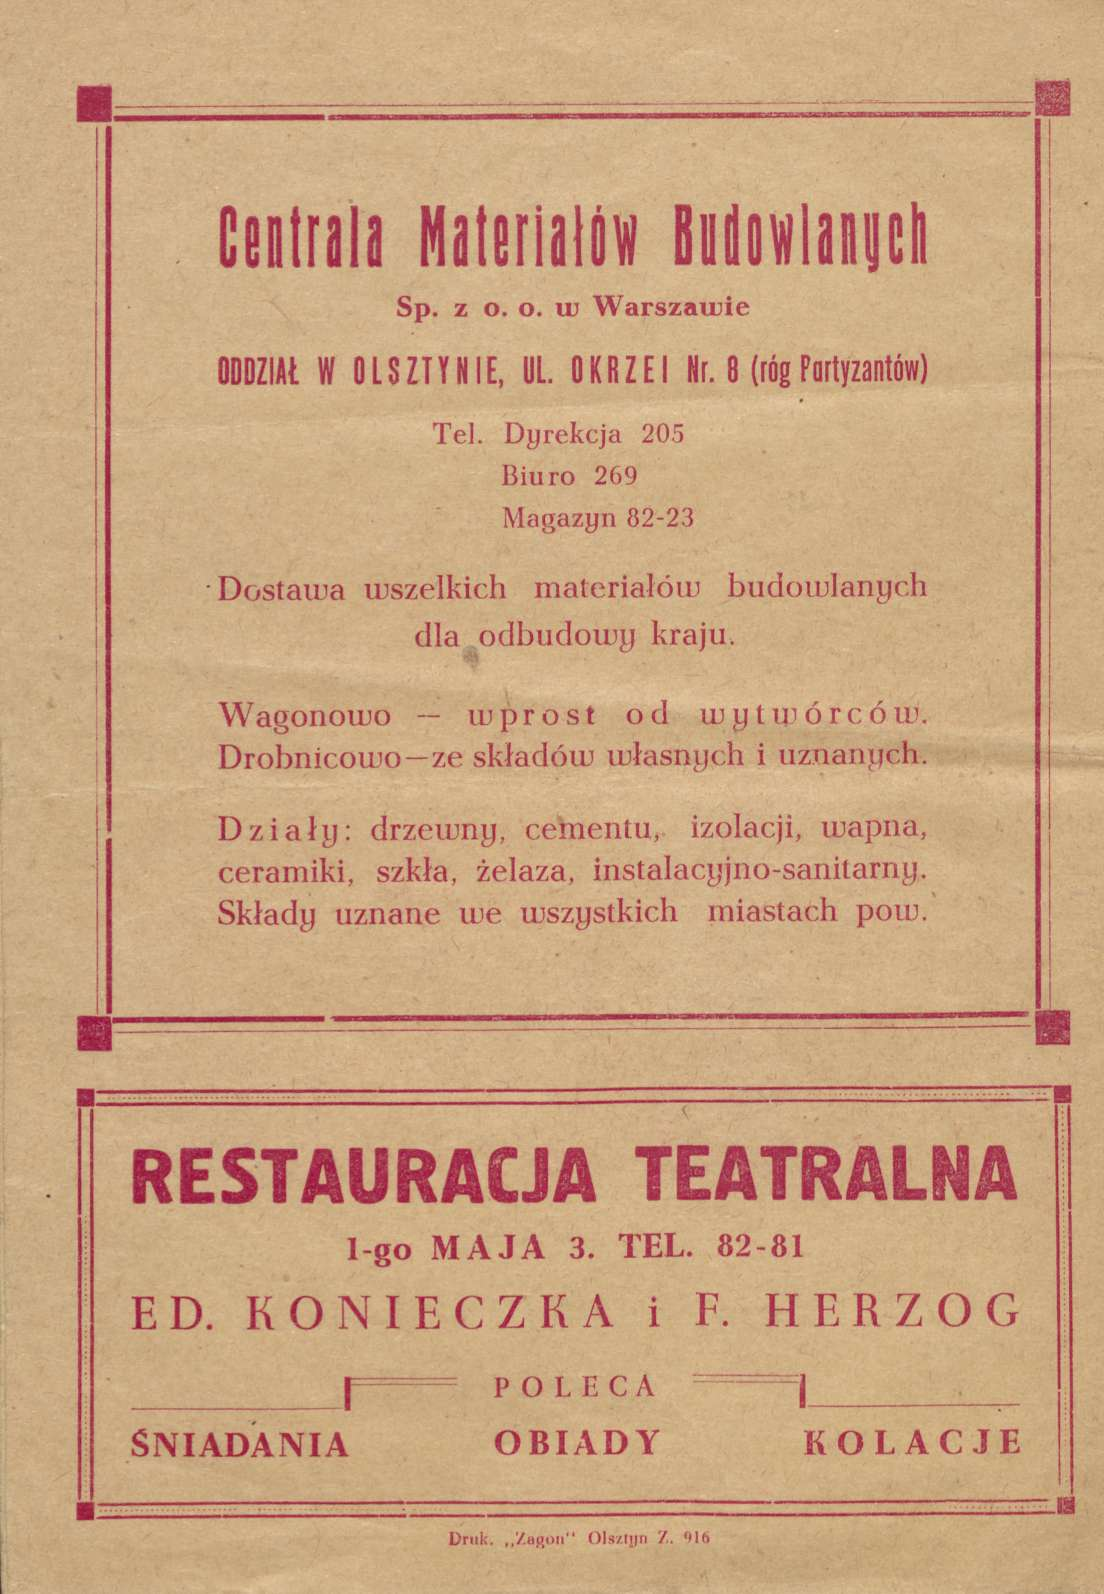 Centrala Materiałów Budowlanych
Sp. z o. o. w Warszawie
ODDZIAŁ W OLSZTYNIE, UL. OKRZEI Nr. 8 (róg Partyzantów)
Tel. Dyrekcja 205
Biuro 269
Magazyn 82-23
Dostawa wszelkich materiałów budowlanych
dla odbudowy kraju.
Wagonowo — wprost od wytwórców.
Drobnicowo—ze składów własnych i uznanych.
Działy: drzewny, cementu, izolacji, wapna,
ceramiki, szkła, żelaza, instalacyjno-sanitarny.
Składy uznane we wszystkich miastach pow.
RESTAURACJA TEATRALNA
1-go MAJA 3. TEL. 82-81
ED. KONIECZKA i F. HERZOG
POLECA
ŚNIADANIA OBIADY KOLACJE
Druk. „Zagon" Olsztyn Z. 916